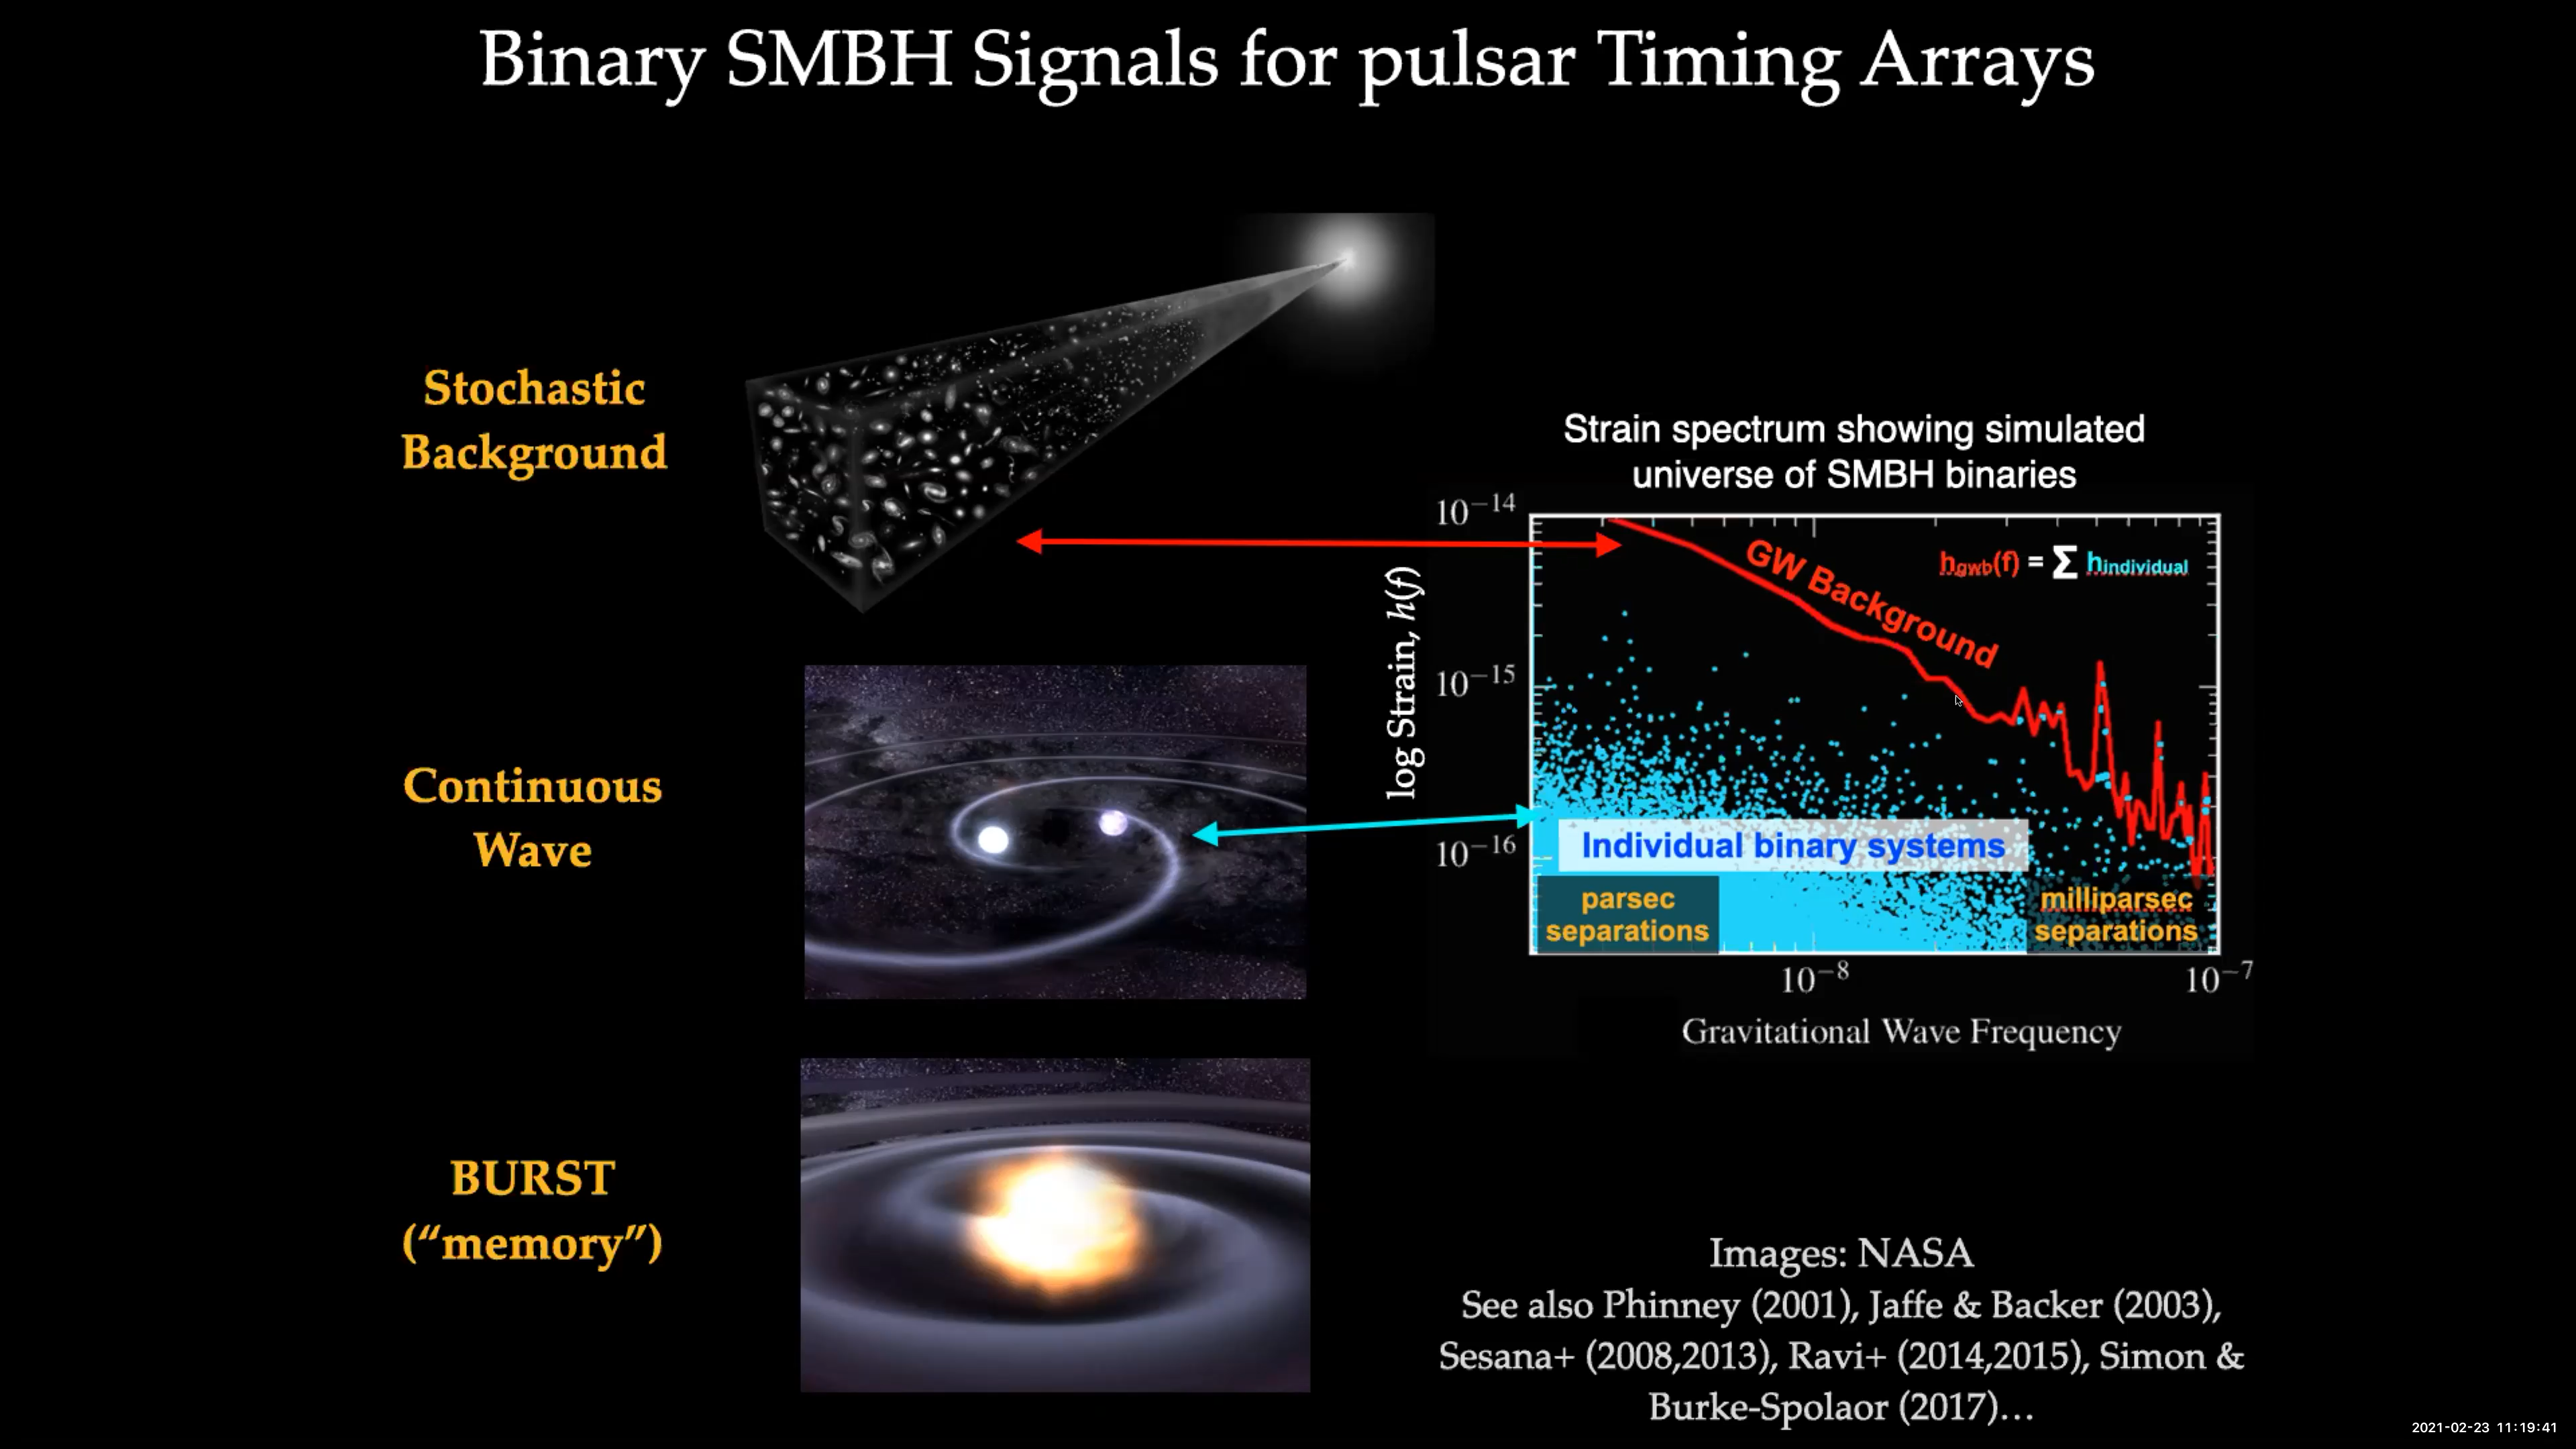 Binary SMBH Signals for pulsar Timing Arrays
Stochastic
Background
Continuous
Wave
BURST
(“memory”)
Strain spectrum showing simulated
universe of SMBH binaries
10−14
10−15
10−16
log Strain, h(f)
GW Background
hgwb(f) = Σ hindividual
Individual binary systems
parsec
separations
milliparsec
separations
10−8
10−7
Gravitational Wave Frequency
Images: NASA
See also Phinney (2001), Jaffe & Backer (2003),
Sesana+ (2008,2013), Ravi+ (2014,2015), Simon &
Burke-Spolaor (2017)…
2021-02-23 11:19:41